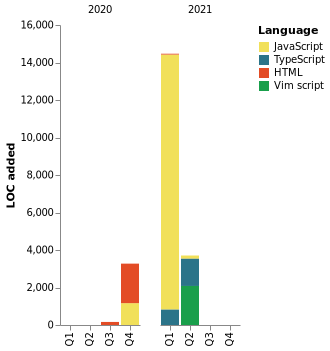 2020 2021
Language
JavaScript
TypeScript
HTML
Vim script
LOC added
16,000
14,000
12,000
10,000
8,000
6,000
4,000
2,000
0
Q1 Q2 Q3 Q4 Q1 Q2 Q3 Q4